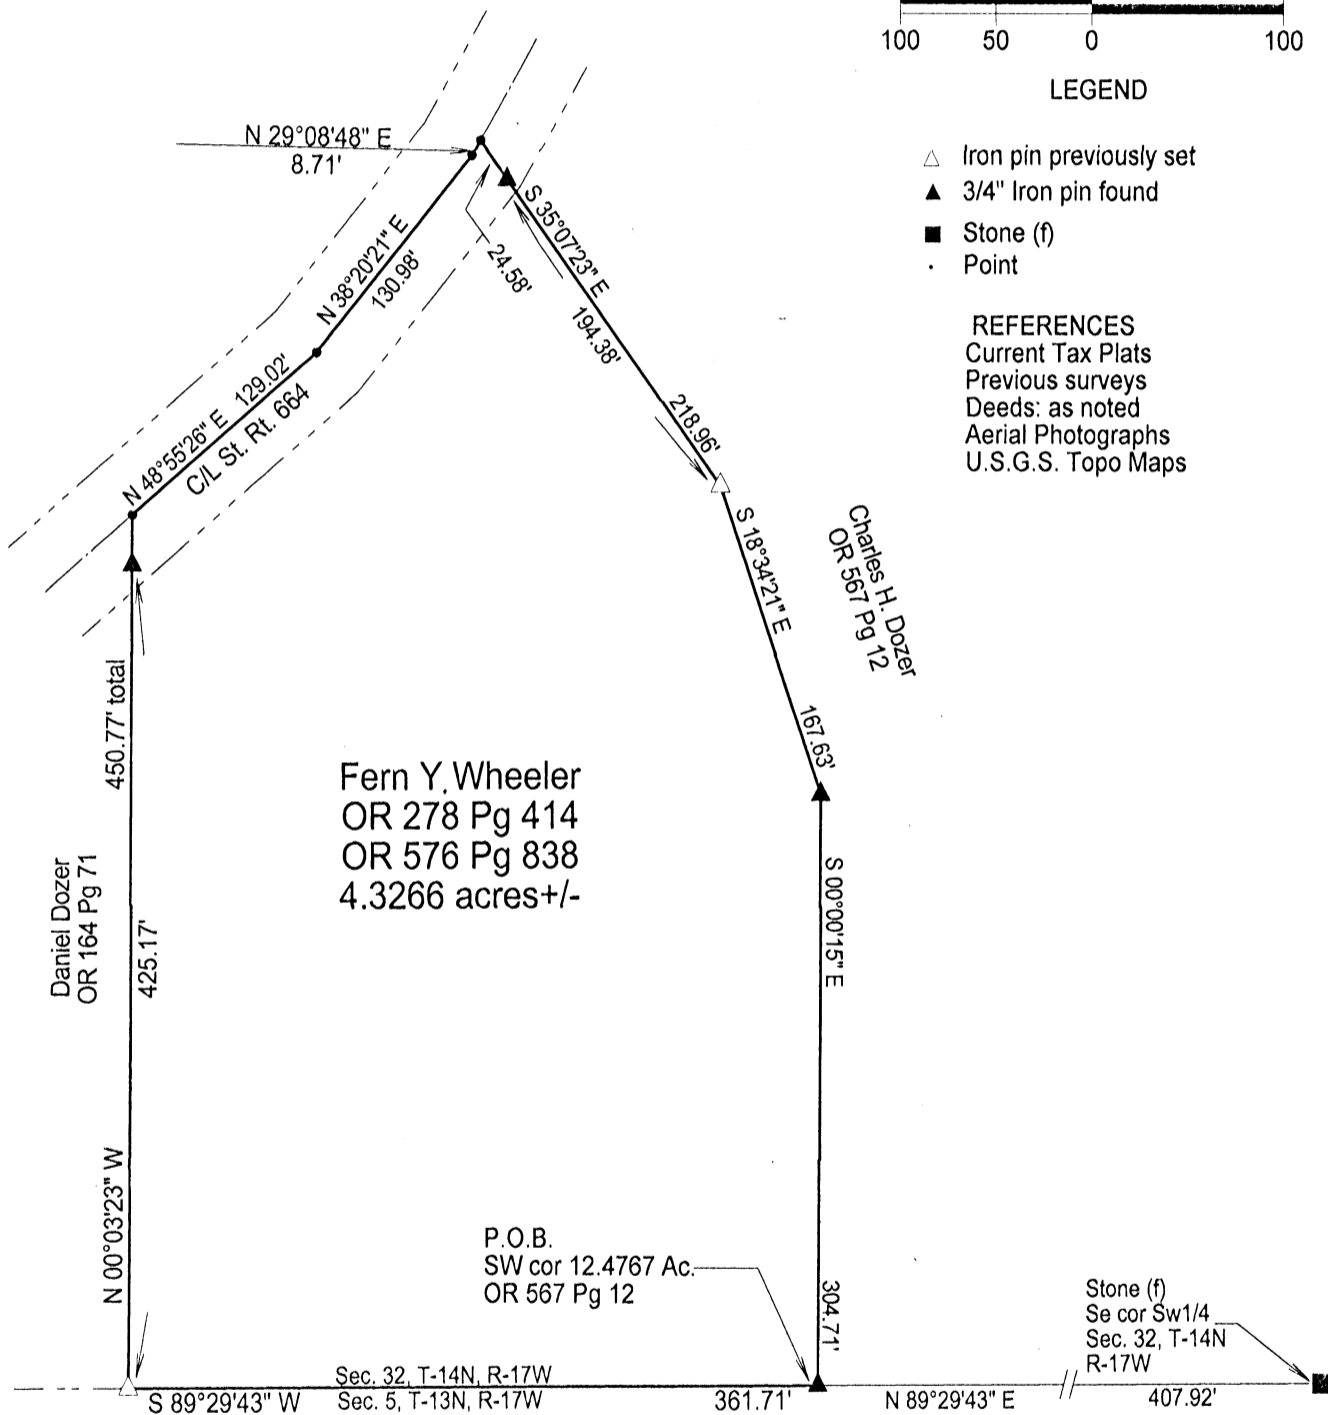 100 50 0 100
LEGEND
Iron pin previously set
3/4" Iron pin found
Stone (f)
Point
REFERENCES
Current Tax Plats
Previous surveys
Deeds: as noted
Aerial Photographs
U.S.G.S. Topo Maps
N 29°08'48" E
8.71'
N 38°20'21" E
130.98'
24.58'
S 35°07'23" E
194.38'
218.96'
N 48°55'26" E 129.02'
C/L St. Rt. 664
S 18°34'21" E
167.63'
Charles H. Dozer
OR 567 Pg 12
450.77' total
425.17'
Daniel Dozer
OR 164 Pg 71
N 00°03'23" W
Fern Y. Wheeler
OR 278 Pg 414
OR 576 Pg 838
4.3266 acres+/-
S 00°00'15" E
304.71'
P.O.B.
SW cor 12.4767 Ac.
OR 567 Pg 12
Stone (f)
Se cor Sw1/4
Sec. 32, T-14N
R-17W
Sec. 32, T-14N, R-17W
S 89°29'43" W
Sec. 5, T-13N, R-17W
361.71'
N 89°29'43" E
407.92'